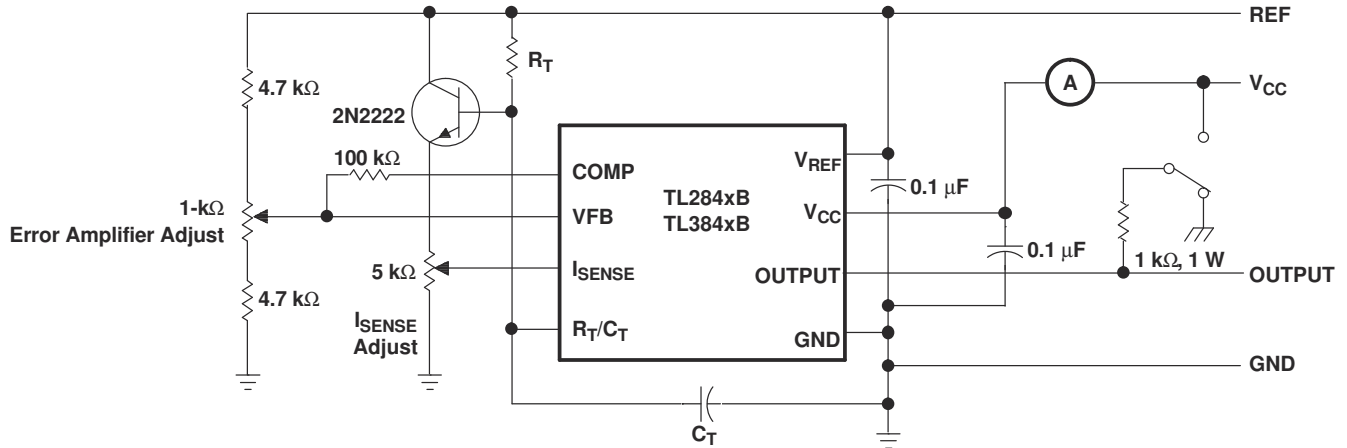 REF
R_T
A
V_CC
4.7 kΩ
2N2222
100 kΩ
COMP
V_REF
0.1 μF
TL284xB
TL384xB
1-kΩ
Error Amplifier Adjust
VFB
V_CC
0.1 μF
1 kΩ, 1 W
5 kΩ
I_SENSE
OUTPUT
OUTPUT
4.7 kΩ
I_SENSE
Adjust
R_T/C_T
GND
GND
C_T